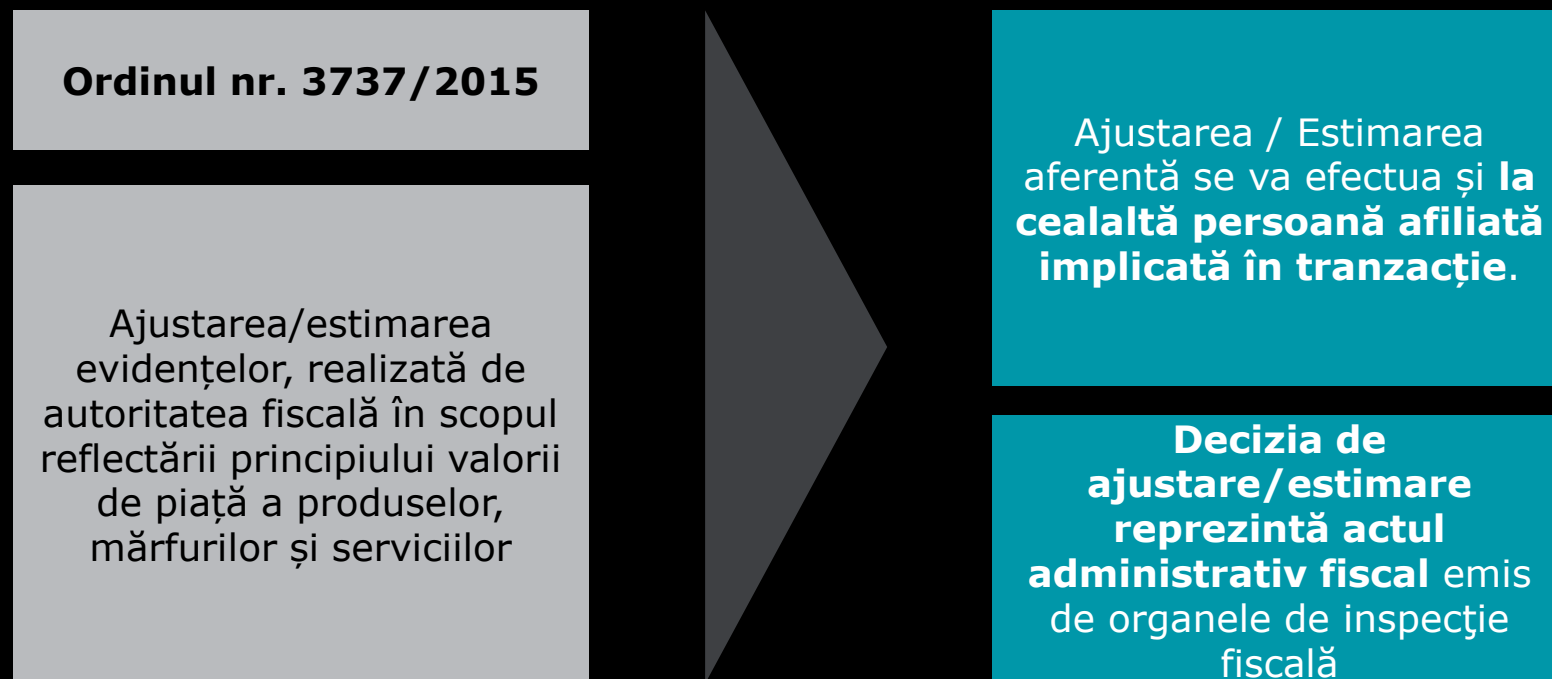 Ordinul nr. 3737/2015
Ajustarea/estimarea
evidențelor, realizată de
autoritatea fiscală în scopul
reflectării principiului valorii
de piață a produselor,
mărfurilor și serviciilor
Ajustarea / Estimarea
aferentă se va efectua și la
cealaltă persoană afiliată
implicată în tranzacție.
Decizia de
ajustare/estimare
reprezintă actul
administrativ fiscal emis
de organele de inspecţie
fiscală